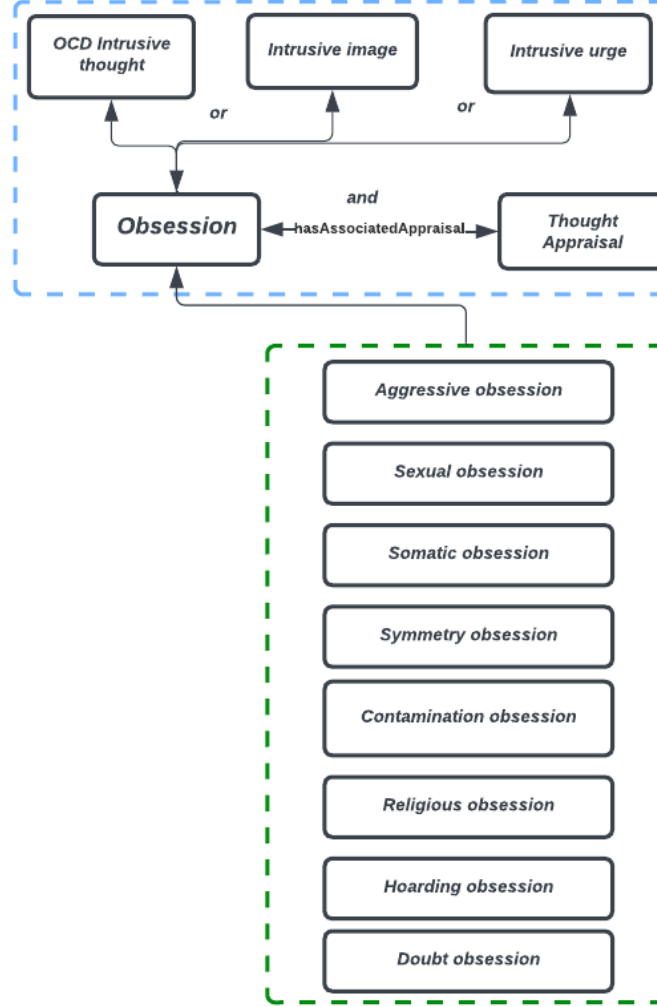 OCD Intrusive
thought
Intrusive image
Intrusive urge
or
or
and
Obsession
hasAssociatedAppraisal
Thought
Appraisal
Aggressive obsession
Sexual obsession
Somatic obsession
Symmetry obsession
Contamination obsession
Religious obsession
Hoarding obsession
Doubt obsession